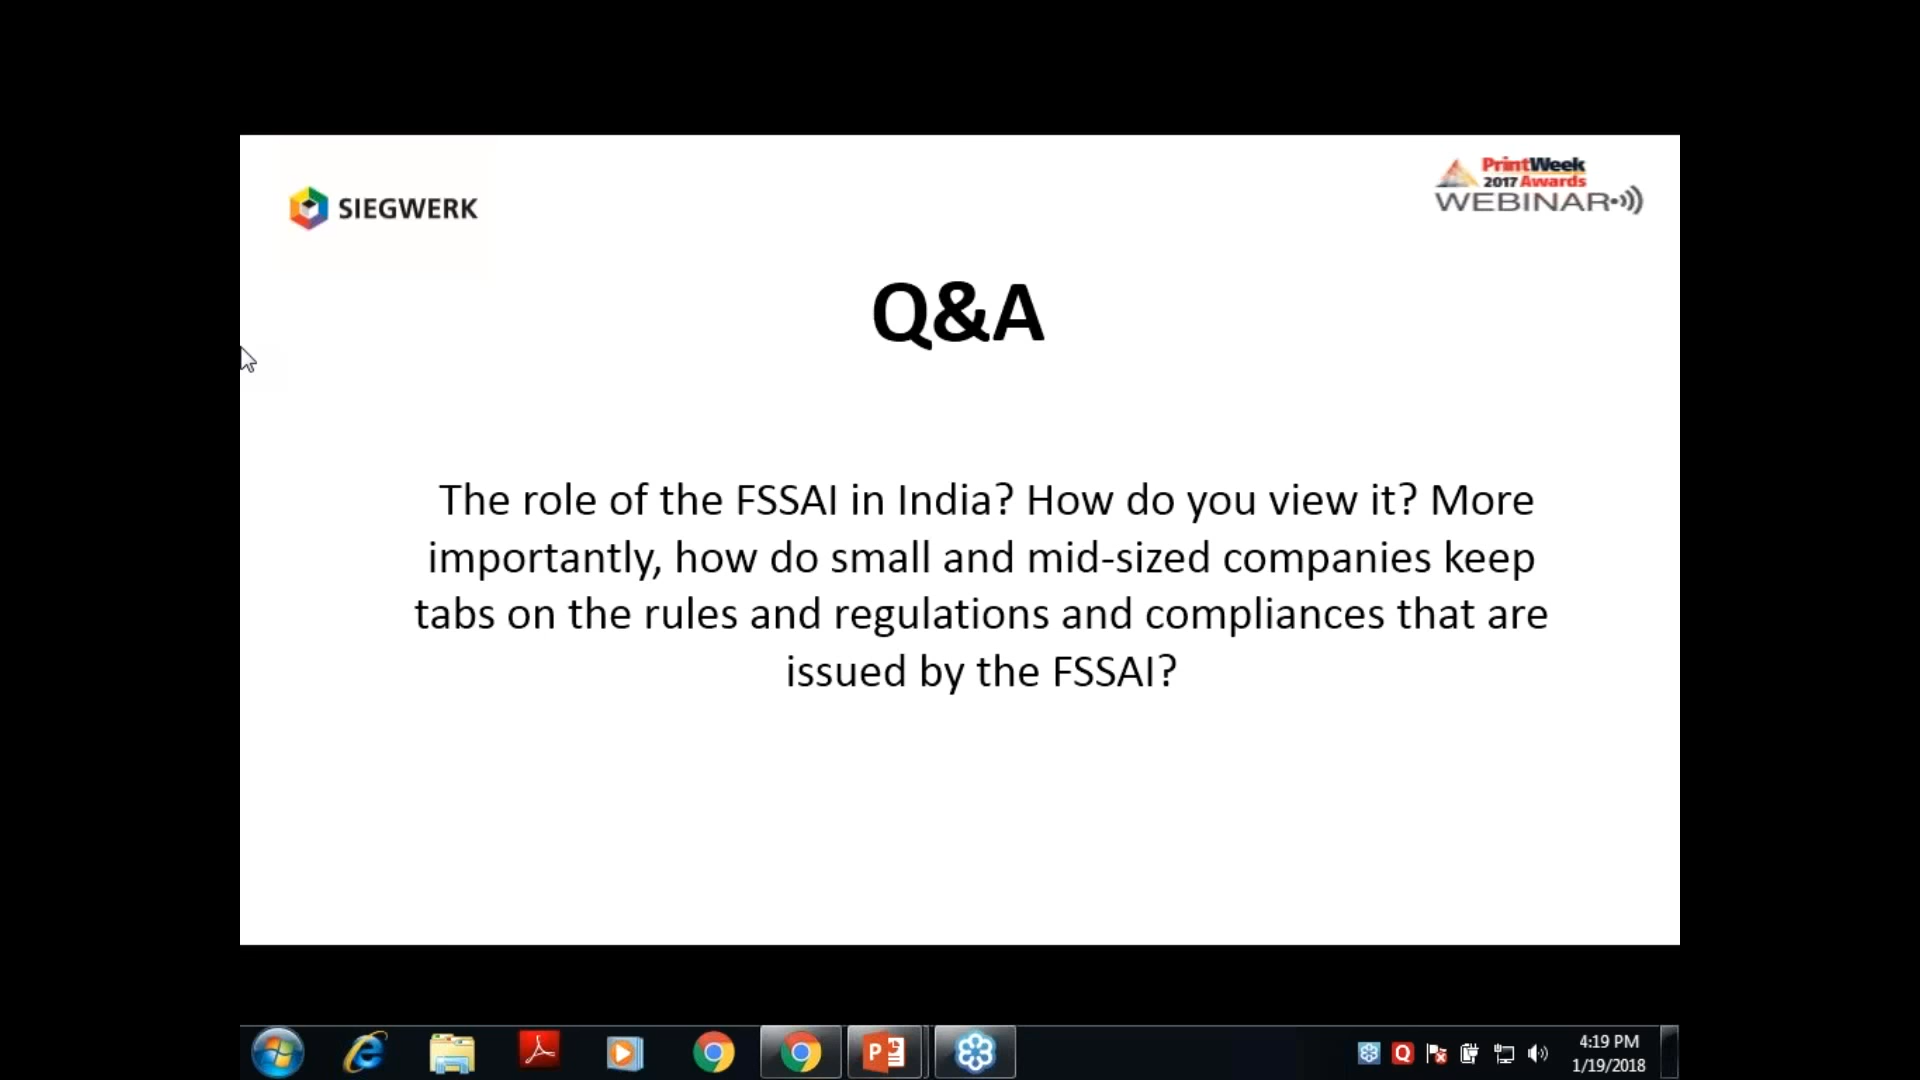 SIEGWERK
PrintWeek
2017 Awards
WEBINAR
Q&A
The role of the FSSAI in India? How do you view it? More
importantly, how do small and mid-sized companies keep
tabs on the rules and regulations and compliances that are
issued by the FSSAI?
4:19 PM
1/19/2018